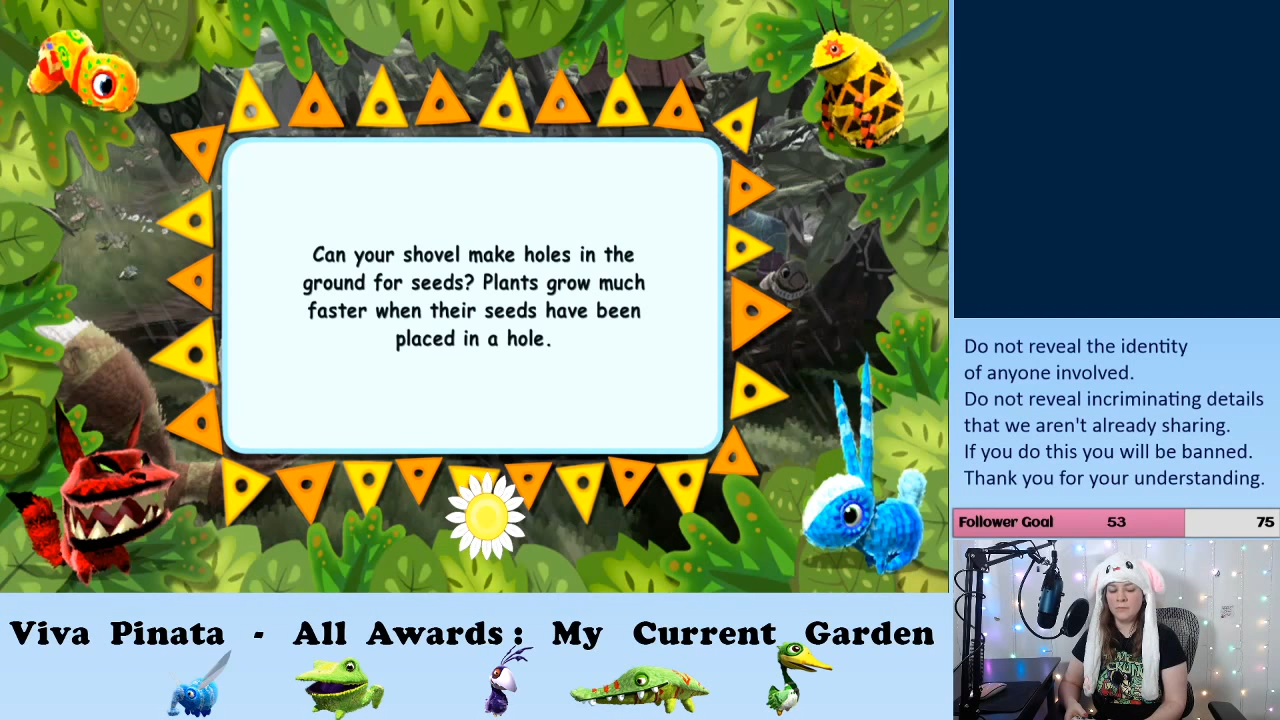 Can your shovel make holes in the
ground for seeds? Plants grow much
faster when their seeds have been
placed in a hole.
Do not reveal the identity
of anyone involved.
Do not reveal incriminating details
that we aren't already sharing.
If you do this you will be banned.
Thank you for your understanding.
Follower Goal 53 75
Viva Pinata - All Awards: My Current Garden